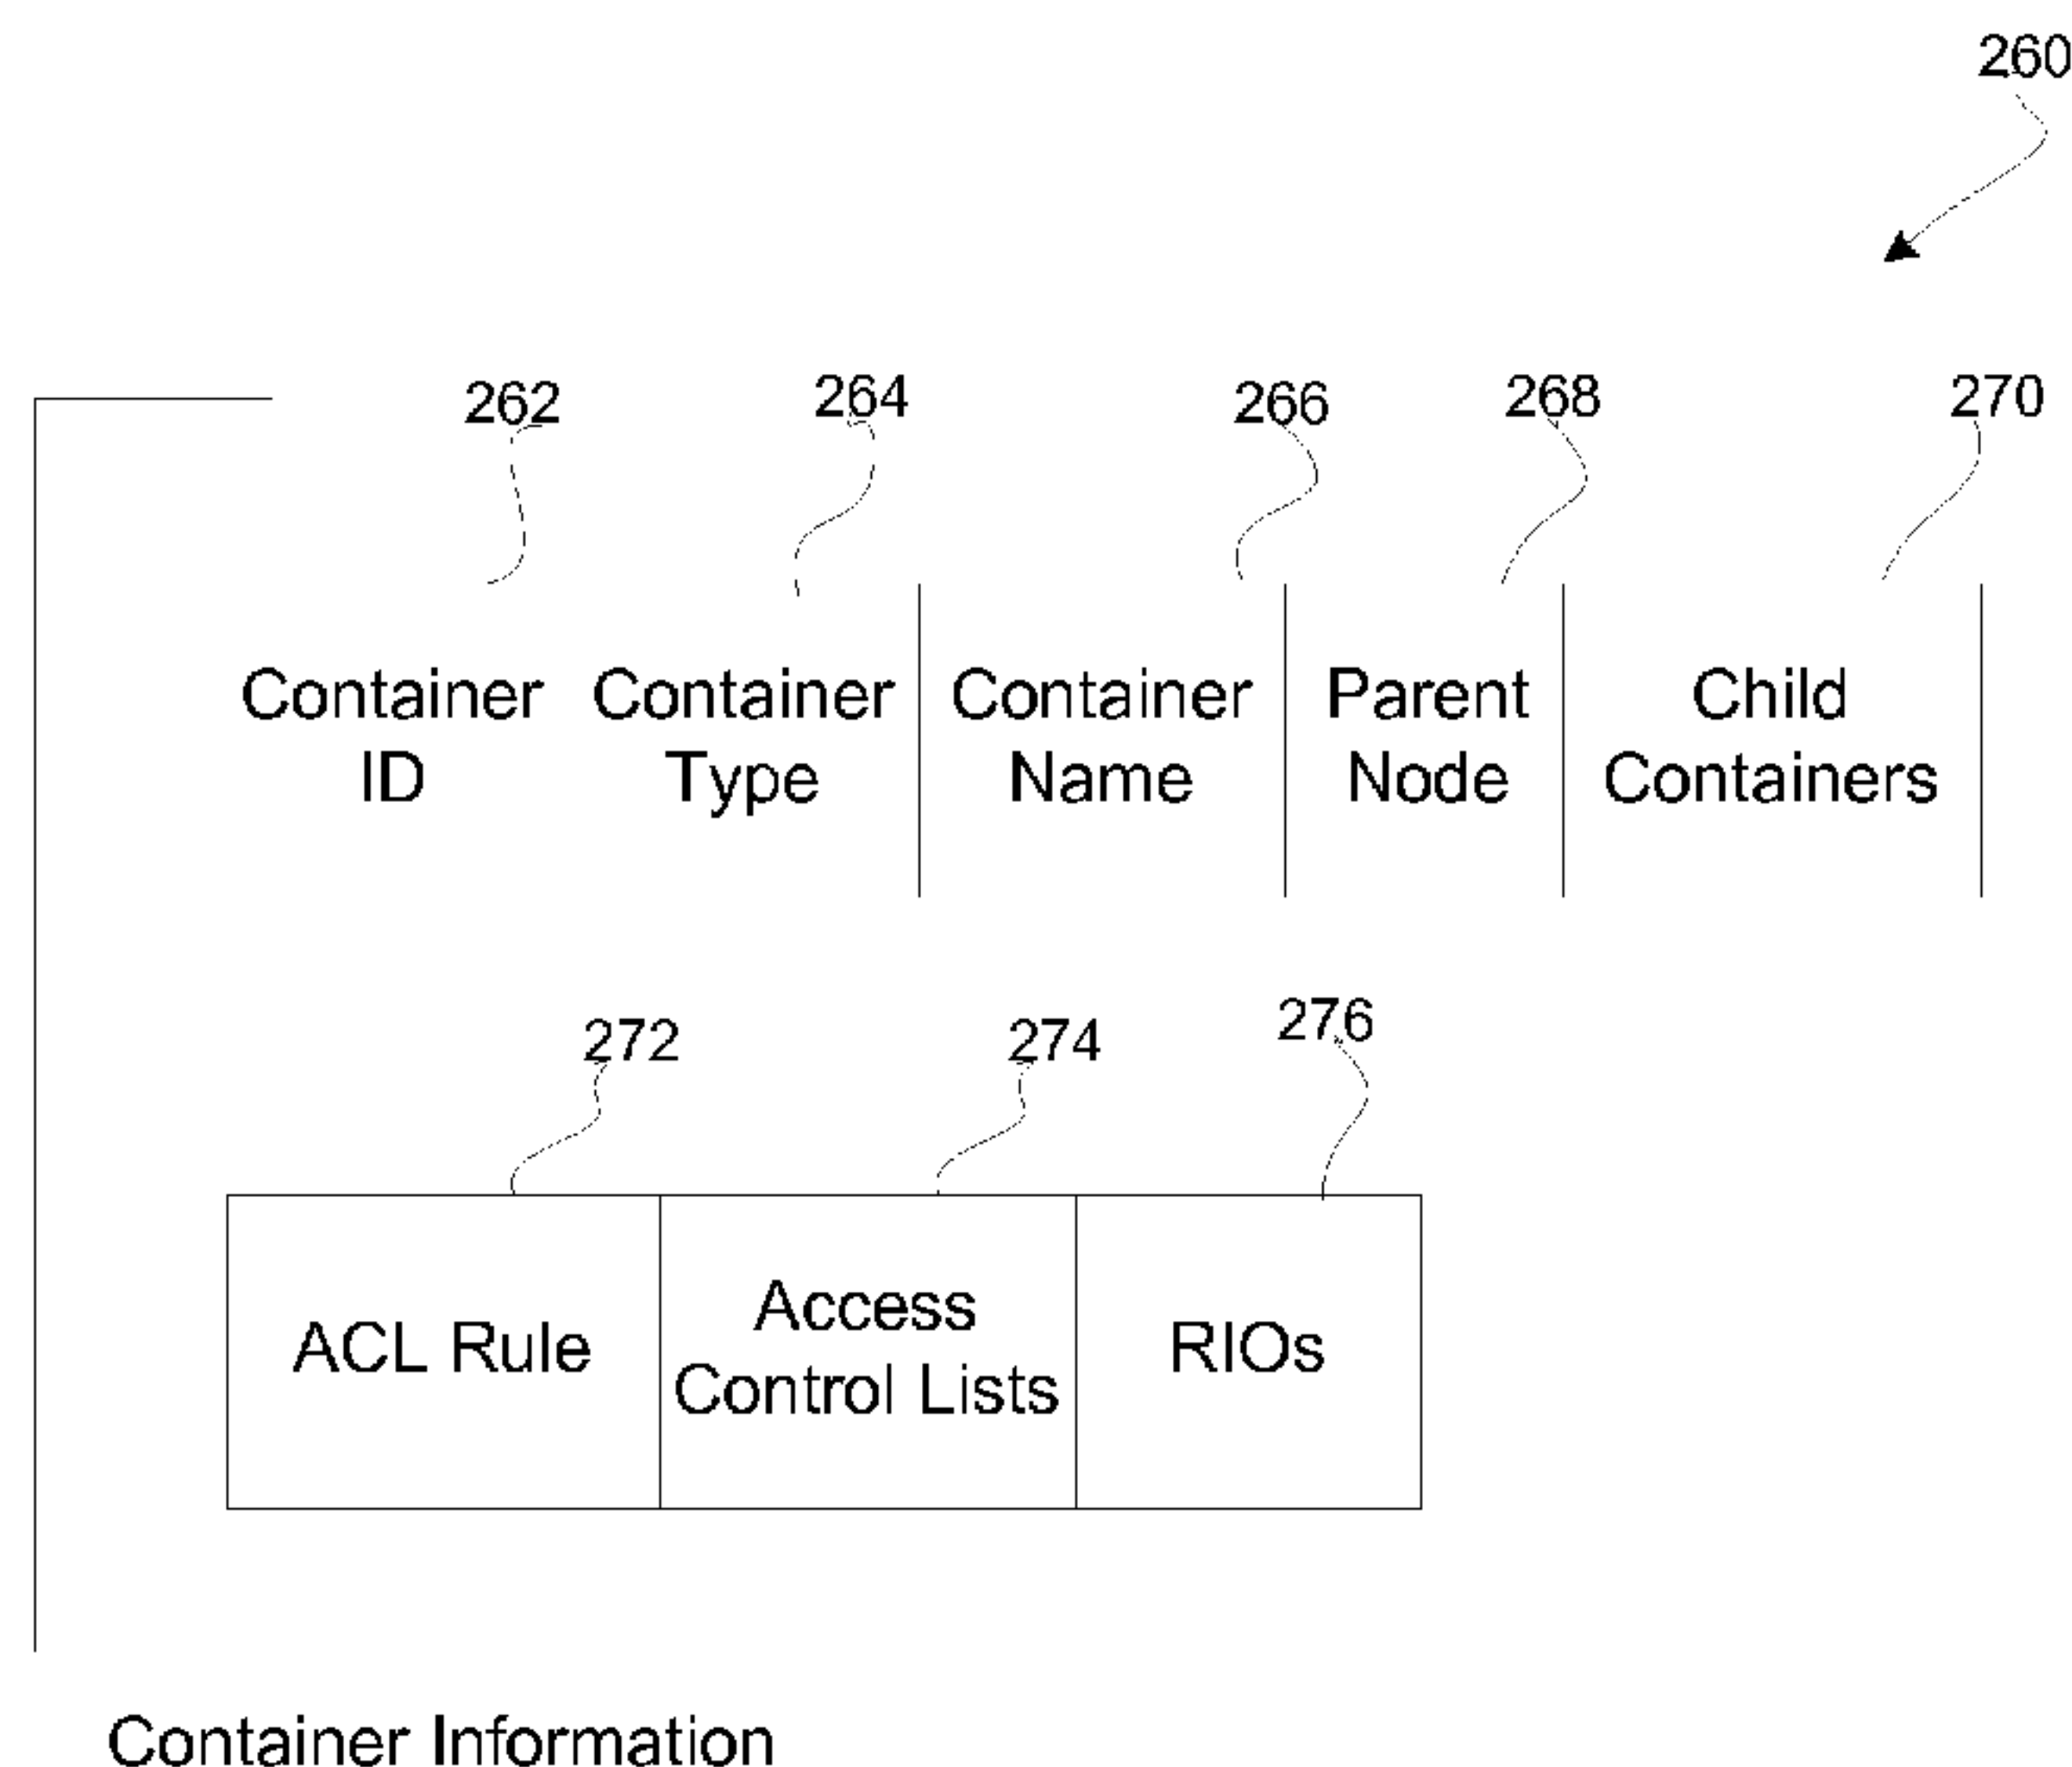 260
262
264
266
268
270
Container
ID
Container
Type
Container
Name
Parent
Node
Child
Containers
272
274
276
ACL Rule
Access
Control Lists
RIOs
Container Information